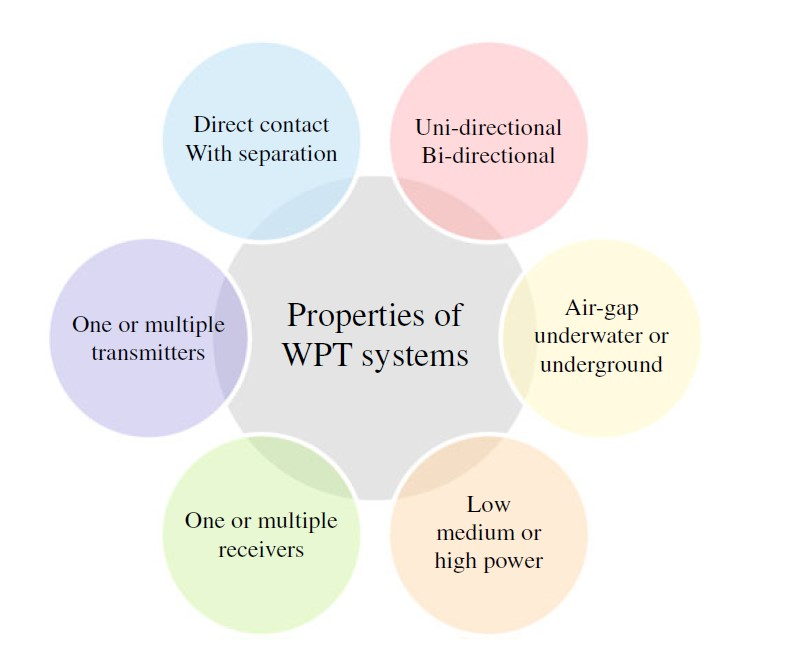 Direct contact
With separation
Uni-directional
Bi-directional
One or multiple
transmitters
Properties of
WPT systems
Air-gap
underwater or
underground
One or multiple
receivers
Low
medium or
high power